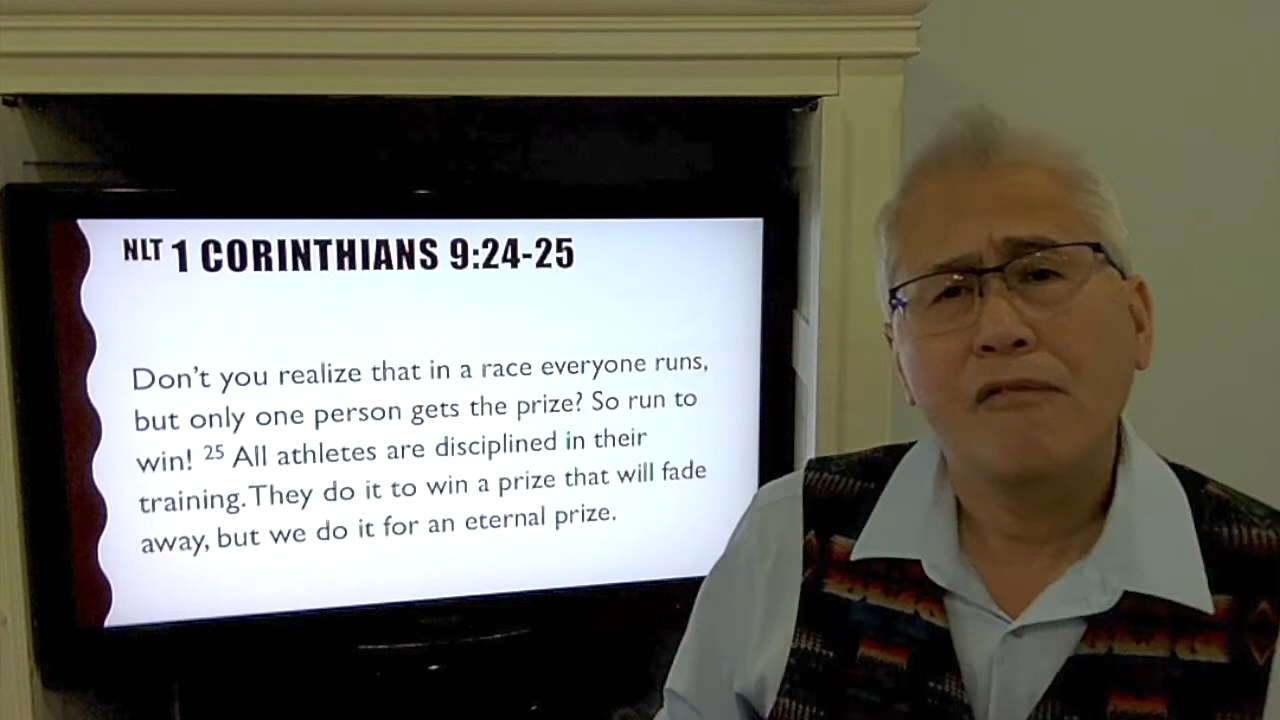 NLT 1 CORINTHIANS 9:24-25
Don't you realize that in a race everyone runs,
but only one person gets the prize? So run to
win! 25 All athletes are disciplined in their
training. They do it to win a prize that will fade
away, but we do it for an eternal prize.